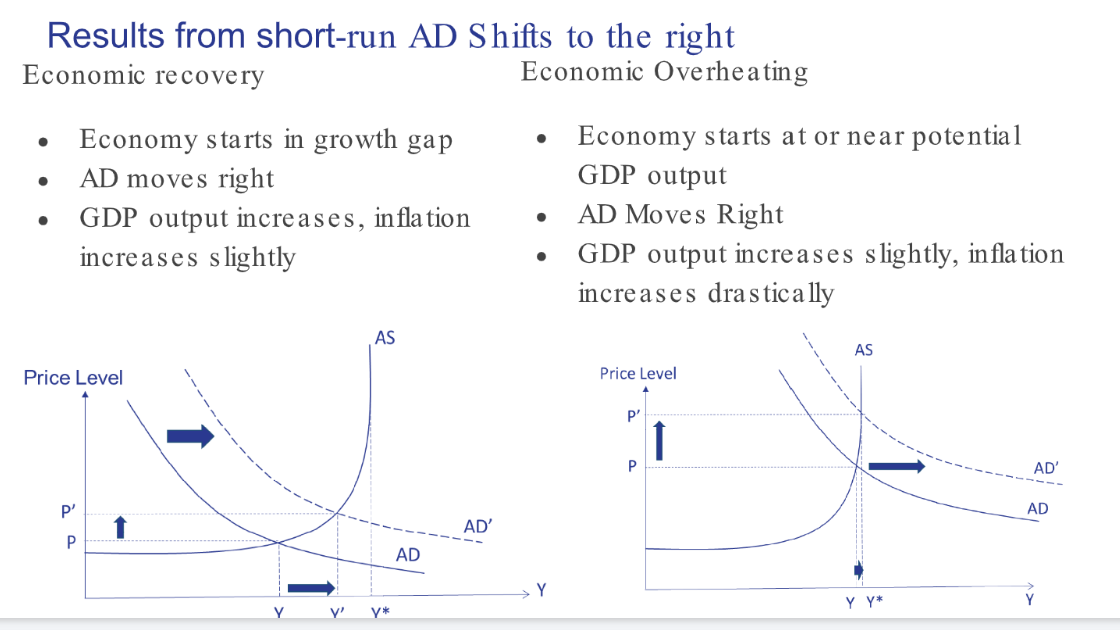 Results from short-run AD Shifts to the right
Economic recovery
• Economy starts in growth gap
• AD moves right
• GDP output increases, inflation
increases slightly
Economic Overheating
• Economy starts at or near potential
GDP output
• AD Moves Right
• GDP output increases slightly, inflation
increases drastically
AS
Price Level
P'
P
AD'
AD
Y
Y Y' Y*
AS
Price Level
P'
P
AD'
AD
Y Y*
Y